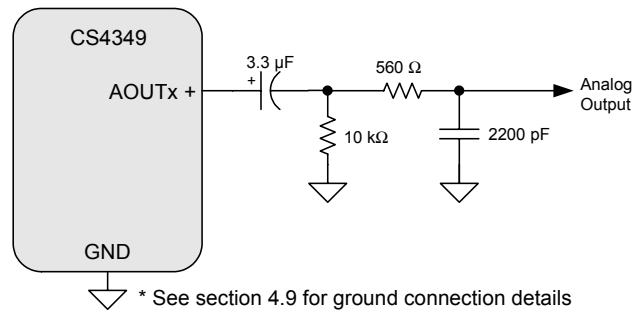 CS4349
3.3 µF
+
560 Ω
AOUTx +
Analog
Output
10 kΩ
2200 pF
GND
* See section 4.9 for ground connection details